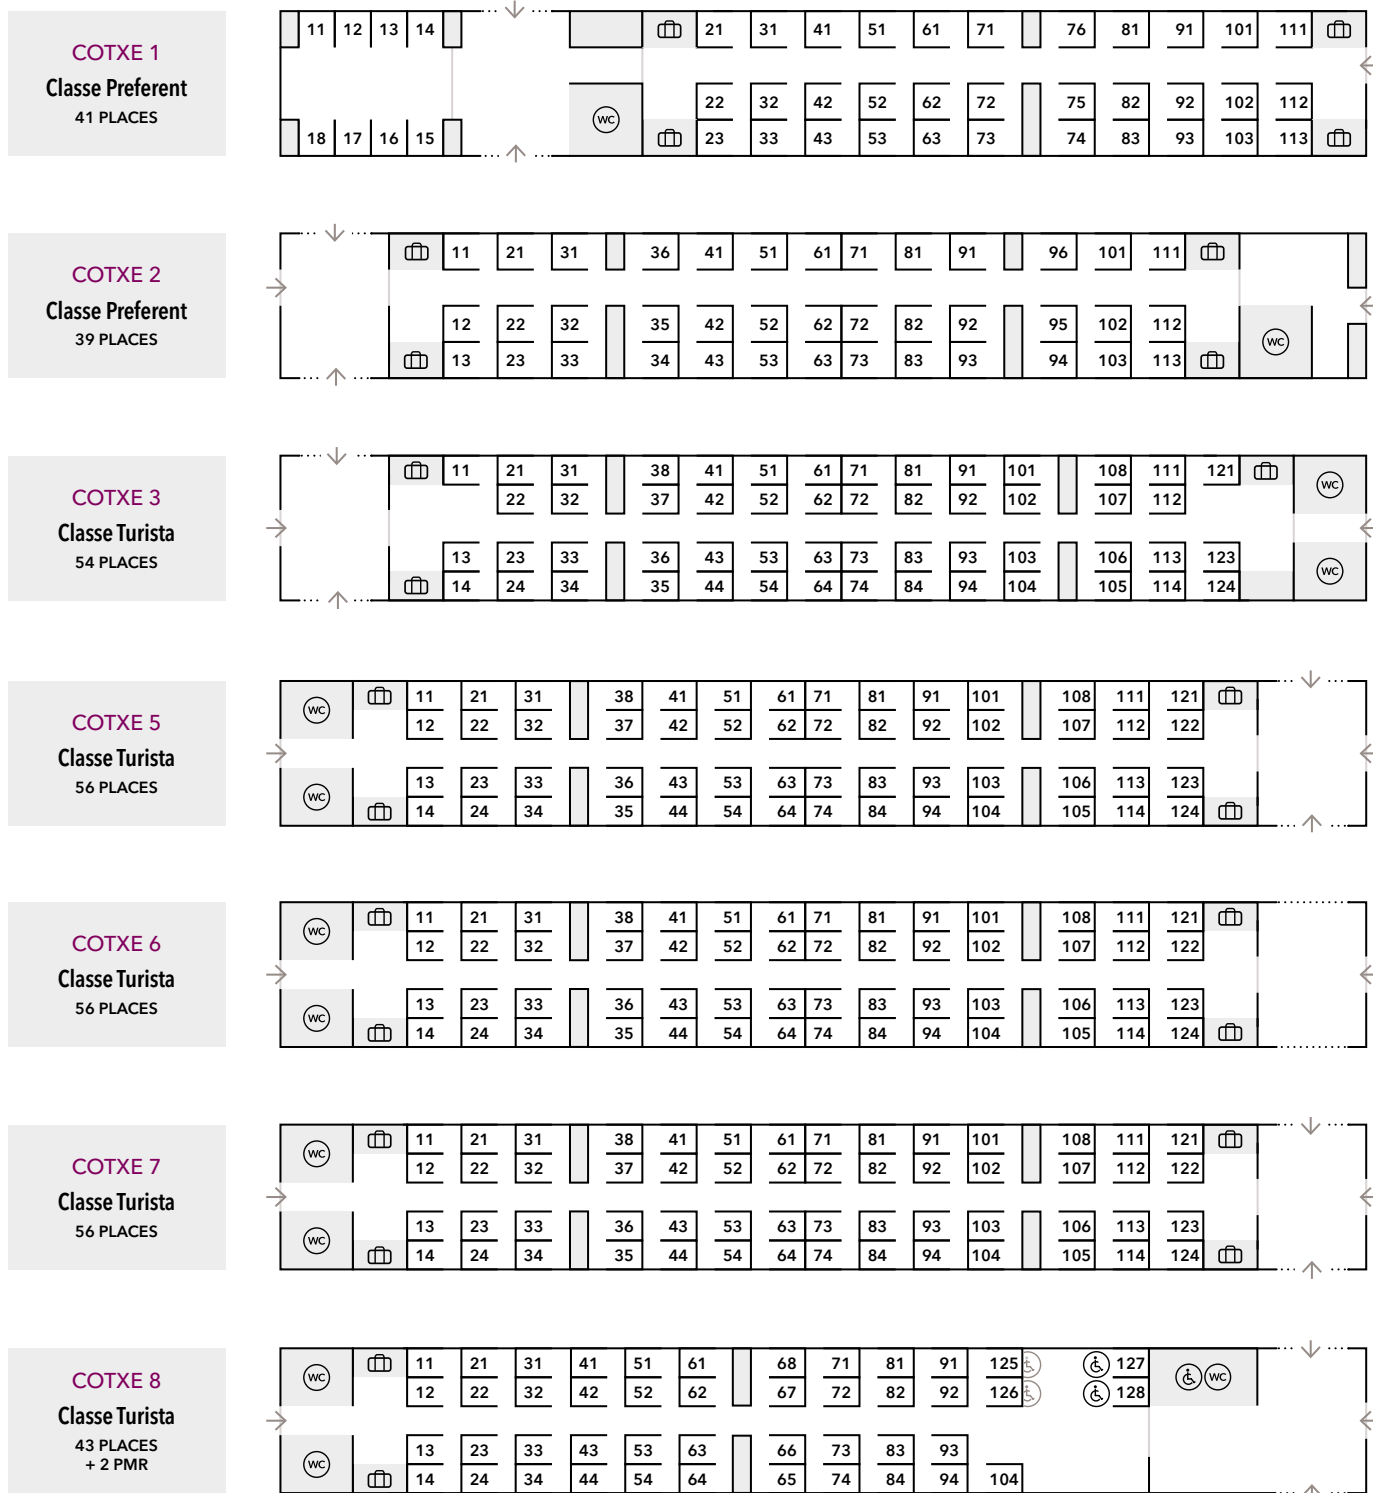 COTXE 1
Classe Preferent
41 PLACES
11 12 13 14 21 31 41 51 61 71 76 81 91 101 111
22 32 42 52 62 72 75 82 92 102 112
WC
18 17 16 15 23 33 43 53 63 73 74 83 93 103 113
COTXE 2
Classe Preferent
39 PLACES
11 21 31 36 41 51 61 71 81 91 96 101 111
12 22 32 35 42 52 62 72 82 92 95 102 112
WC
13 23 33 34 43 53 63 73 83 93 94 103 113
COTXE 3
Classe Turista
54 PLACES
11 21 31 38 41 51 61 71 81 91 101 108 111 121
WC
22 32 37 42 52 62 72 82 92 102 107 112
13 23 33 36 43 53 63 73 83 93 103 106 113 123
WC
14 24 34 35 44 54 64 74 84 94 104 105 114 124
COTXE 5
Classe Turista
56 PLACES
11 21 31 38 41 51 61 71 81 91 101 108 111 121
WC
12 22 32 37 42 52 62 72 82 92 102 107 112 122
13 23 33 36 43 53 63 73 83 93 103 106 113 123
WC
14 24 34 35 44 54 64 74 84 94 104 105 114 124
COTXE 6
Classe Turista
56 PLACES
11 21 31 38 41 51 61 71 81 91 101 108 111 121
WC
12 22 32 37 42 52 62 72 82 92 102 107 112 122
13 23 33 36 43 53 63 73 83 93 103 106 113 123
WC
14 24 34 35 44 54 64 74 84 94 104 105 114 124
COTXE 7
Classe Turista
56 PLACES
11 21 31 38 41 51 61 71 81 91 101 108 111 121
WC
12 22 32 37 42 52 62 72 82 92 102 107 112 122
13 23 33 36 43 53 63 73 83 93 103 106 113 123
WC
14 24 34 35 44 54 64 74 84 94 104 105 114 124
COTXE 8
Classe Turista
43 PLACES
+ 2 PMR
11 21 31 41 51 61 68 71 81 91 125 127
WC WC
12 22 32 42 52 62 67 72 82 92 126 128
13 23 33 43 53 63 66 73 83 93
WC
14 24 34 44 54 64 65 74 84 94 104